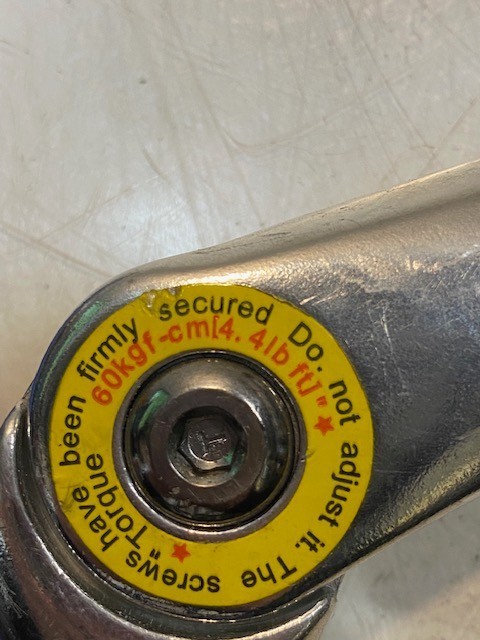 The screws have been firmly secured Do. not adjust it.
"Torque 60kgf-cm[4.4lb ft]"